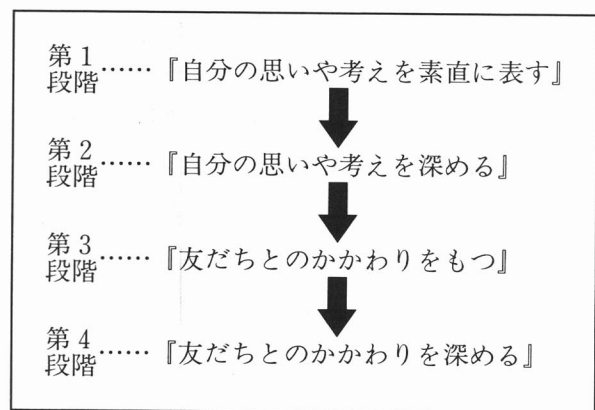 第1段階……『自分の思いや考えを素直に表す』
第2段階……『自分の思いや考えを深める』
第3段階……『友だちとのかかわりをもつ』
第4段階……『友だちとのかかわりを深める』